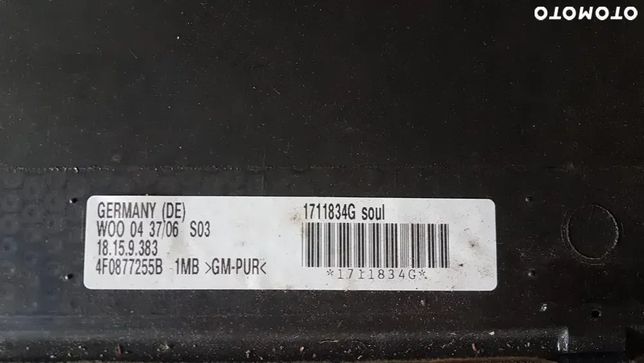 OTOMOTO
GERMANY (DE)
WOO 04 37/06 S03
18.15.9.383
4F0877255B 1MB >GM-PUR<
1711834G soul
*1711834G*